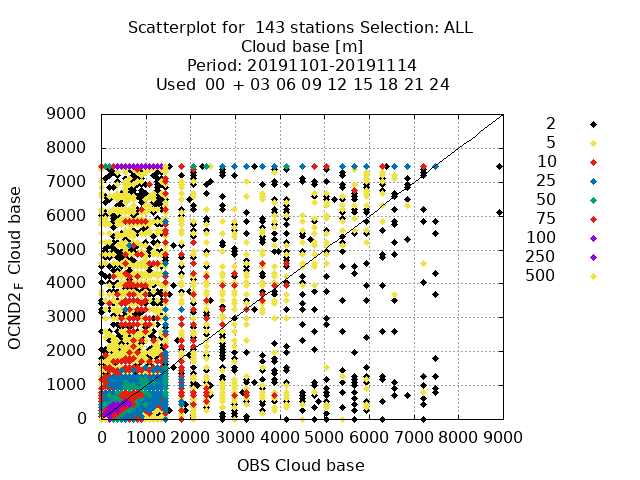 Scatterplot for  143 stations Selection: ALL
Cloud base [m]
Period: 20191101-20191114
Used  00 + 03 06 09 12 15 18 21 24
9000
8000
7000
6000
5000
4000
3000
2000
1000
0
OCND2F Cloud base
0 1000 2000 3000 4000 5000 6000 7000 8000 9000
OBS Cloud base
2
5
10
25
50
75
100
250
500